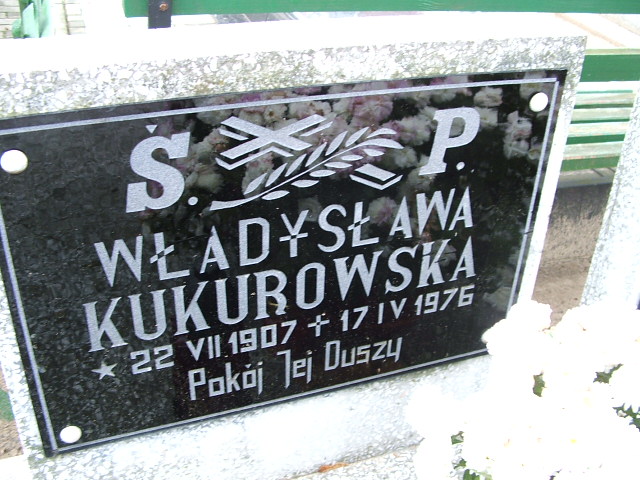 Ś. P.
WŁADYSŁAWA
KUKUROWSKA
* 22 VII 1907 + 17 IV 1976
Pokój Jej Duszy